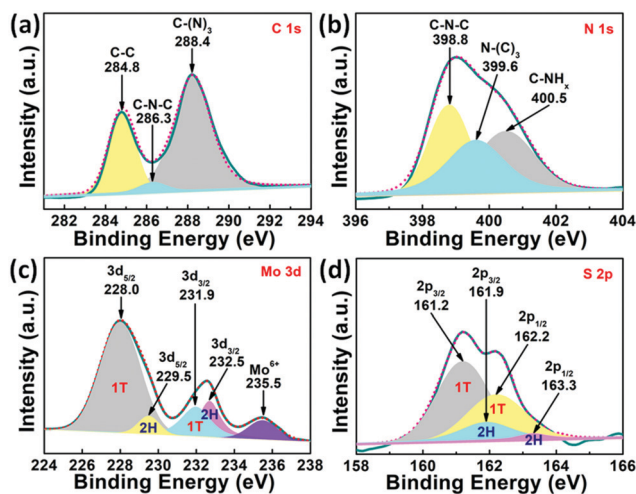 (a)
C 1s
C-(N)3
288.4
C-C
284.8
C-N-C
286.3
Intensity (a.u.)
282 284 286 288 290 292 294
Binding Energy (eV)
(b)
N 1s
C-N-C
398.8
N-(C)3
399.6
C-NHx
400.5
Intensity (a.u.)
396 398 400 402 404
Binding Energy (eV)
(c)
Mo 3d
3d5/2
228.0
3d3/2
231.9
3d5/2
229.5
3d3/2
232.5
Mo6+
235.5
1T
2H
1T
2H
Intensity (a.u.)
224 226 228 230 232 234 236 238
Binding Energy (eV)
(d)
S 2p
2p3/2
161.2
2p3/2
161.9
2p1/2
162.2
2p1/2
163.3
1T
1T
2H
2H
Intensity (a.u.)
158 160 162 164 166
Binding Energy (eV)